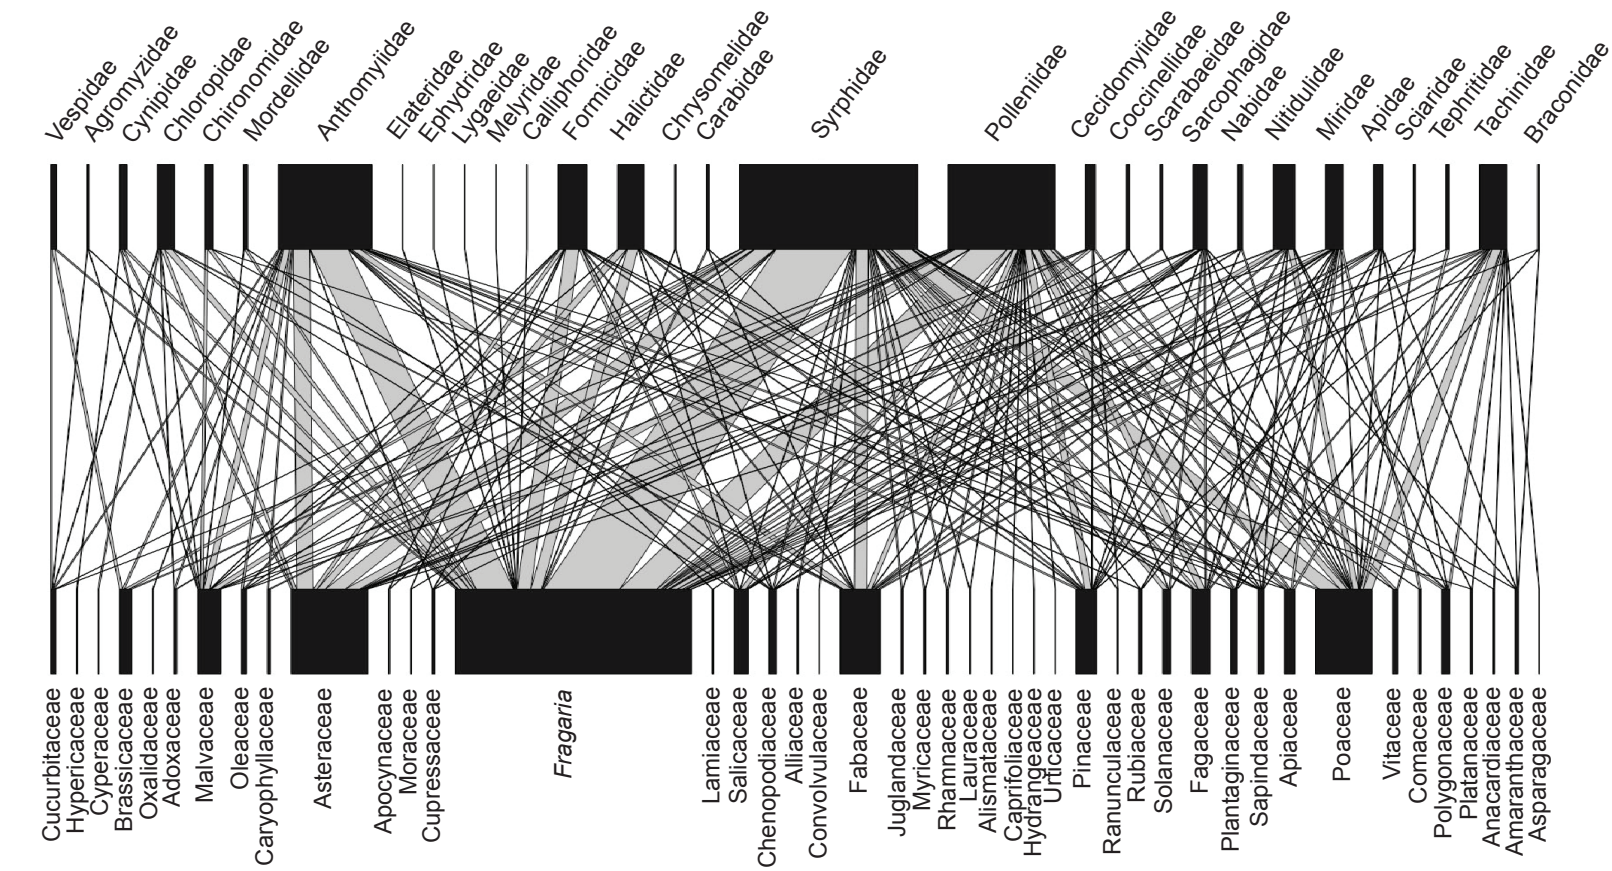 Vespidae
Agromyzidae
Cynipidae
Chloropidae
Chironomidae
Mordellidae
Anthomyiidae
Elateridae
Ephydridae
Lygaeidae
Melyridae
Calliphoridae
Formicidae
Halictidae
Chrysomelidae
Carabidae
Syrphidae
Polleniidae
Cecidomyiidae
Coccinellidae
Scarabaeidae
Sarcophagidae
Nabidae
Nitidulidae
Miridae
Apidae
Sciaridae
Tephritidae
Tachinidae
Braconidae
Cucurbitaceae
Hypericaceae
Cyperaceae
Brassicaceae
Oxalidaceae
Adoxaceae
Malvaceae
Oleaceae
Caryophyllaceae
Asteraceae
Apocynaceae
Moraceae
Cupressaceae
Fragaria
Lamiaceae
Salicaceae
Chenopodiaceae
Alliaceae
Convolvulaceae
Fabaceae
Juglandaceae
Myricaceae
Rhamnaceae
Lauraceae
Alismataceae
Caprifoliaceae
Hydrangeaceae
Urticaceae
Pinaceae
Ranunculaceae
Rubiaceae
Solanaceae
Fagaceae
Plantaginaceae
Sapindaceae
Apiaceae
Poaceae
Vitaceae
Cornaceae
Polygonaceae
Platanaceae
Anacardiaceae
Amaranthaceae
Asparagaceae